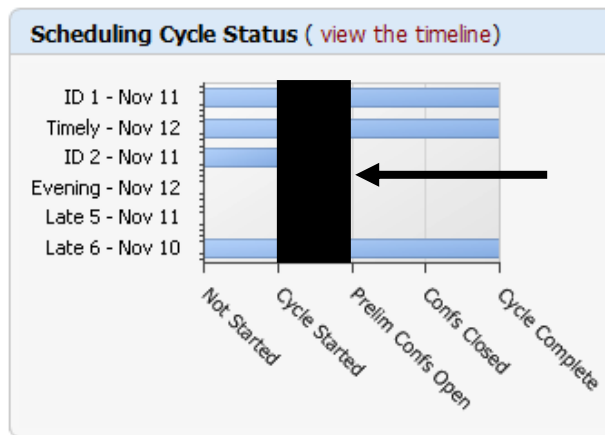 Scheduling Cycle Status ( view the timeline)
ID 1 - Nov 11
Timely - Nov 12
ID 2 - Nov 11
Evening - Nov 12
Late 5 - Nov 11
Late 6 - Nov 10
Not Started
Cycle Started
Prelim Confs Open
Confs Closed
Cycle Complete